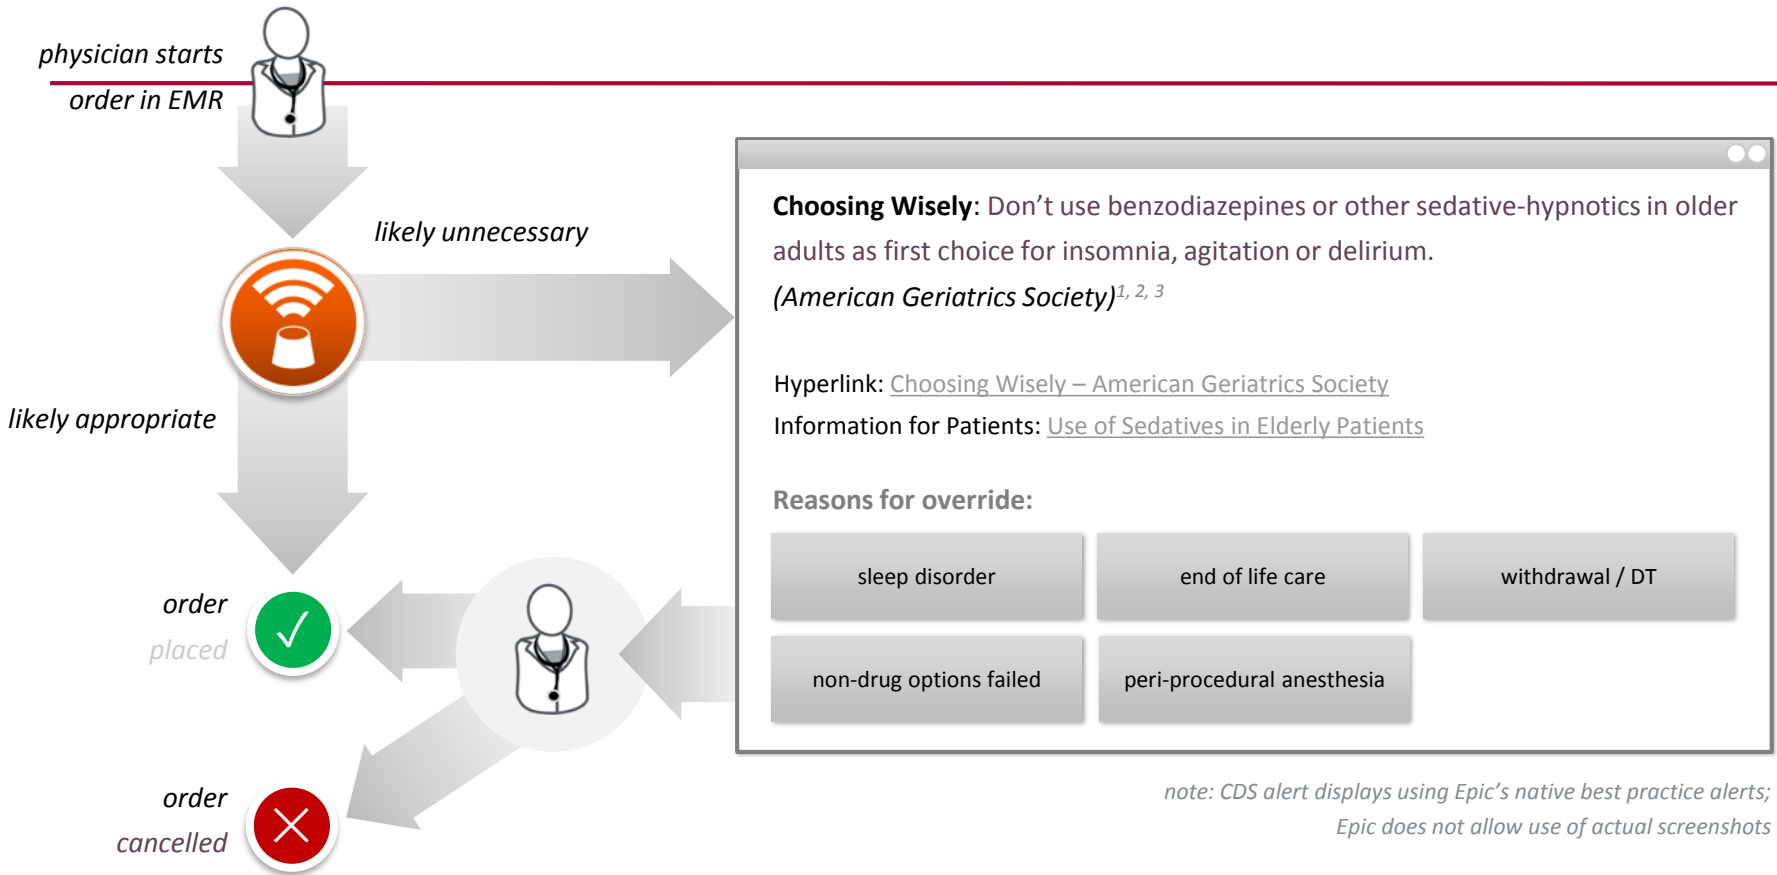 physician starts
order in EMR
likely unnecessary
likely appropriate
Choosing Wisely: Don’t use benzodiazepines or other sedative-hypnotics in older
adults as first choice for insomnia, agitation or delirium.
(American Geriatrics Society)1, 2, 3
Hyperlink: Choosing Wisely – American Geriatrics Society
Information for Patients: Use of Sedatives in Elderly Patients
Reasons for override:
sleep disorder
end of life care
withdrawal / DT
non-drug options failed
peri-procedural anesthesia
order
placed
order
cancelled
note: CDS alert displays using Epic’s native best practice alerts;
Epic does not allow use of actual screenshots